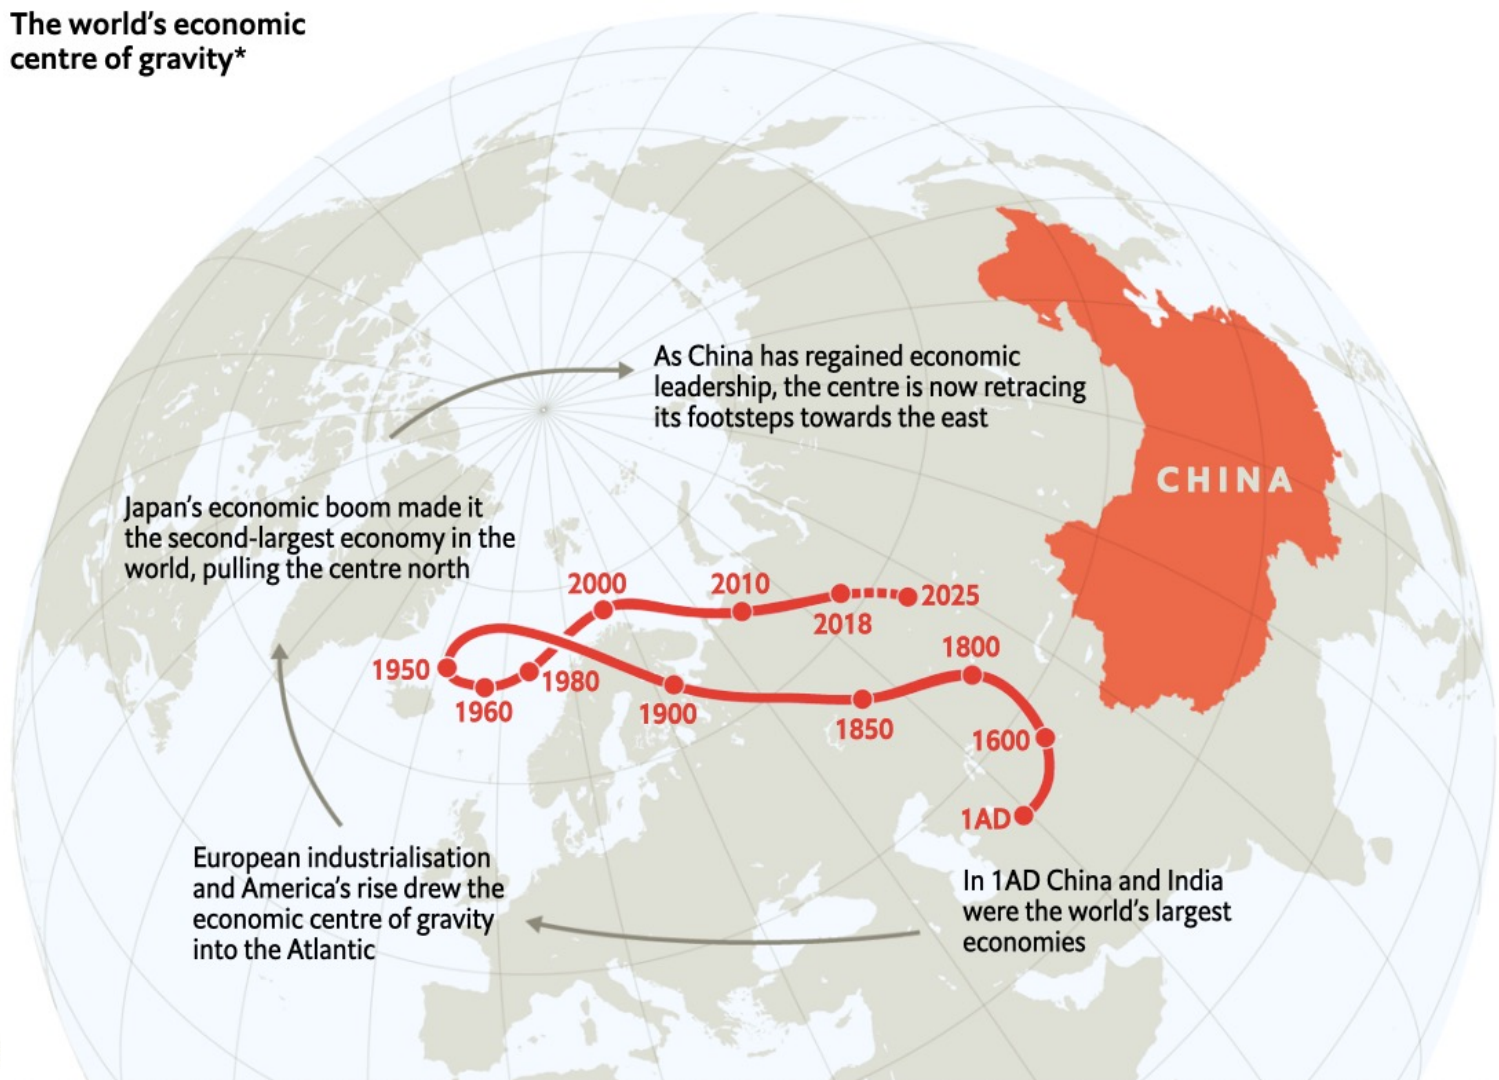 The world's economic
centre of gravity*
As China has regained economic
leadership, the centre is now retracing
its footsteps towards the east
CHINA
Japan's economic boom made it
the second-largest economy in the
world, pulling the centre north
2000
2010
2018
2025
1950
1960
1980
1900
1850
1800
1600
1AD
European industrialisation
and America's rise drew the
economic centre of gravity
into the Atlantic
In 1AD China and India
were the world's largest
economies